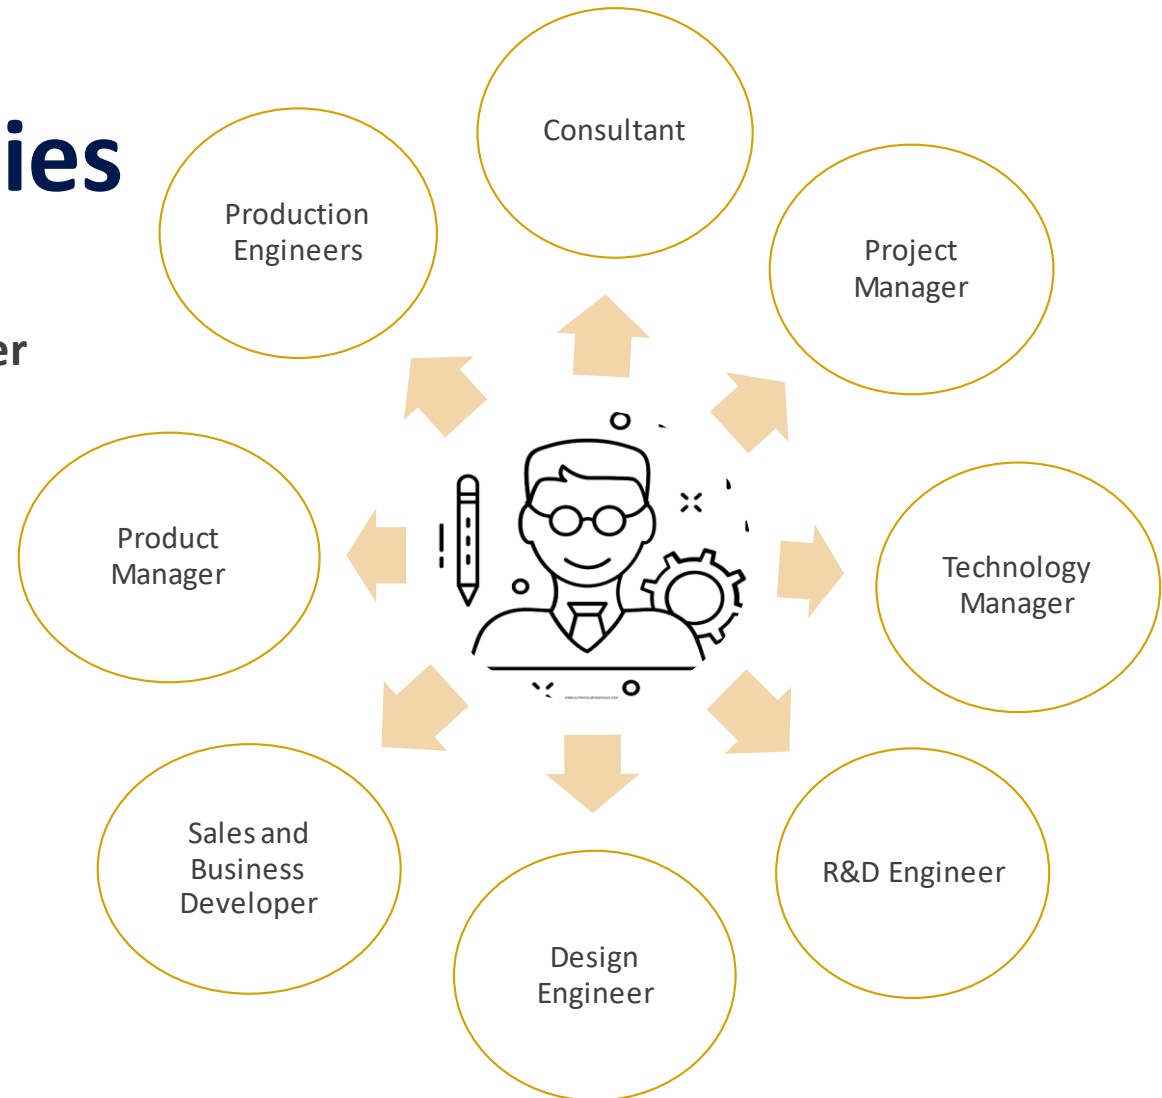 ies
er
Consultant
Production
Engineers
Project
Manager
Product
Manager
Technology
Manager
Sales and
Business
Developer
R&D Engineer
Design
Engineer